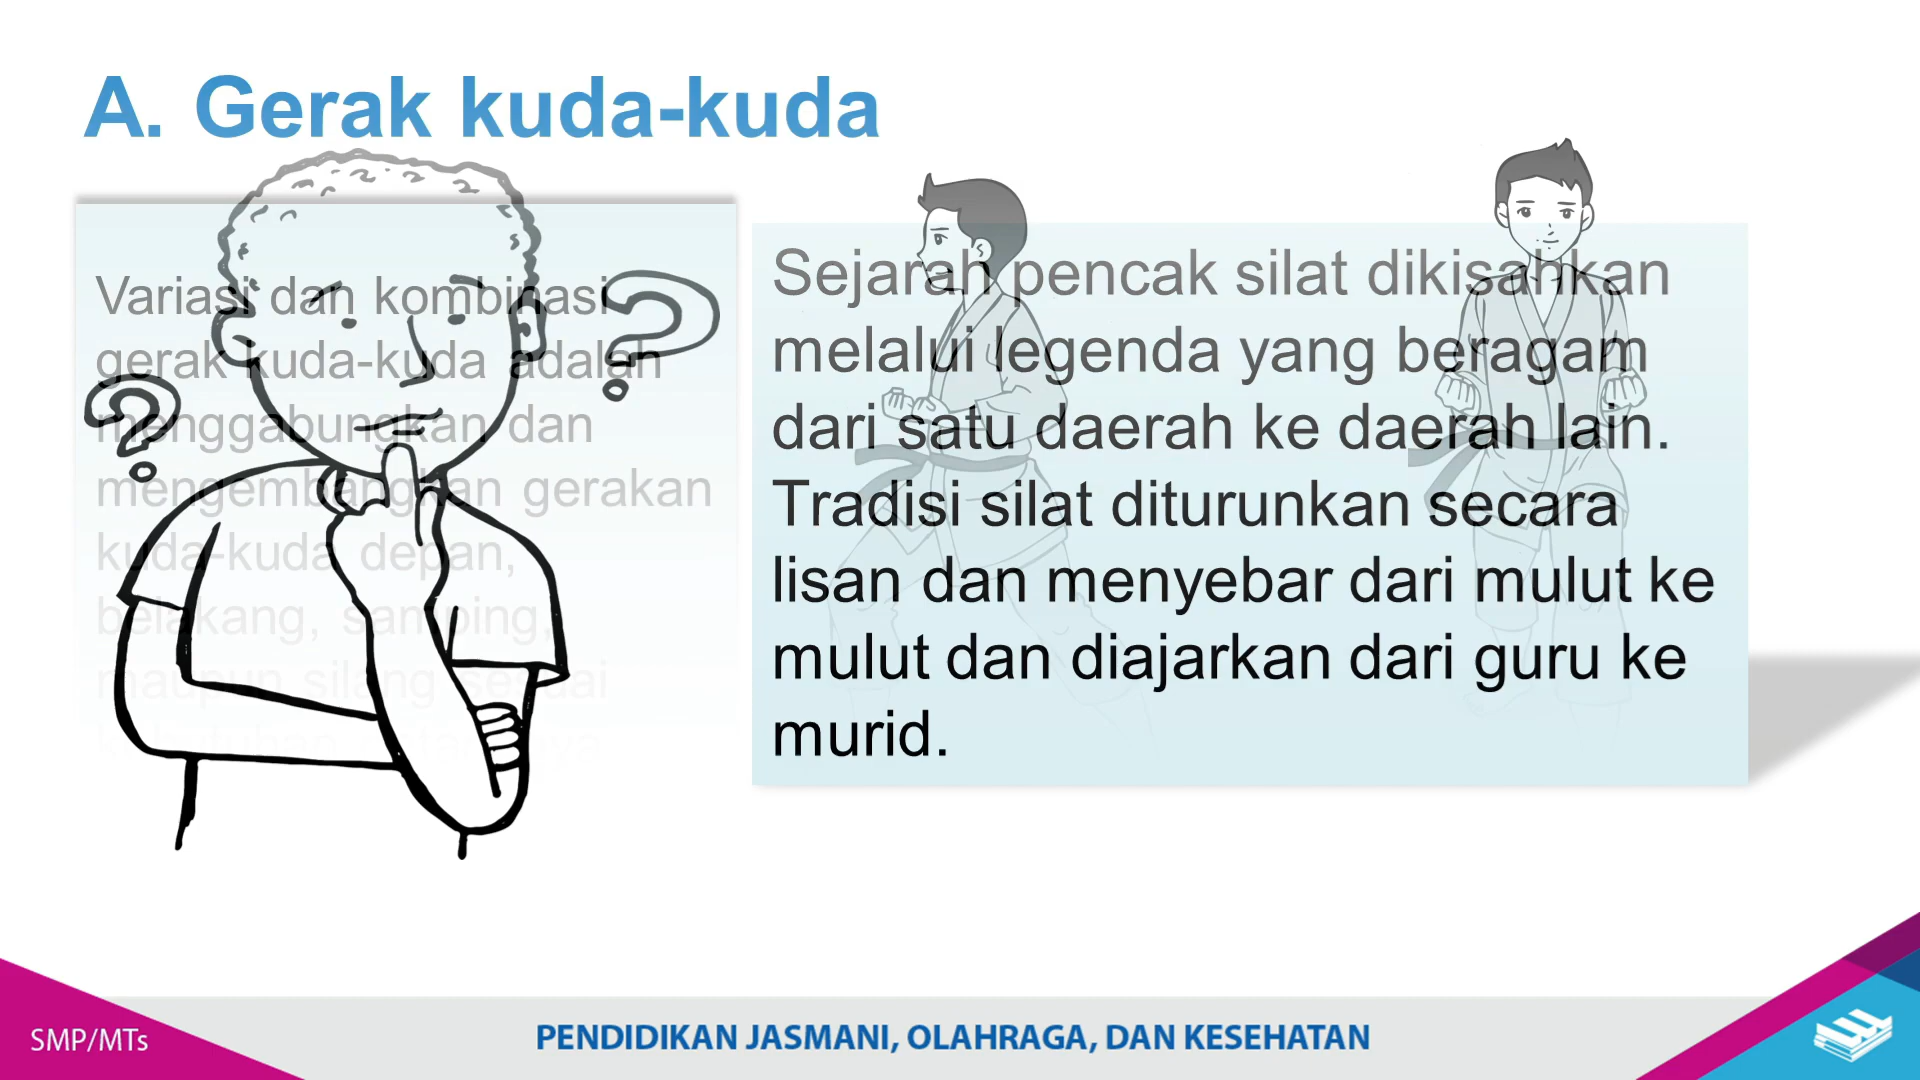 A. Gerak kuda-kuda
Variasi dan kombinasi
gerak kuda-kuda adalah
menggabungkan dan
mengembangkan gerakan
kuda-kuda depan,
belakang, samping,
maupun silang sesuai
Sejarah pencak silat dikisahkan
melalui legenda yang beragam
dari satu daerah ke daerah lain.
Tradisi silat diturunkan secara
lisan dan menyebar dari mulut ke
mulut dan diajarkan dari guru ke
murid.
SMP/MTs
PENDIDIKAN JASMANI, OLAHRAGA, DAN KESEHATAN